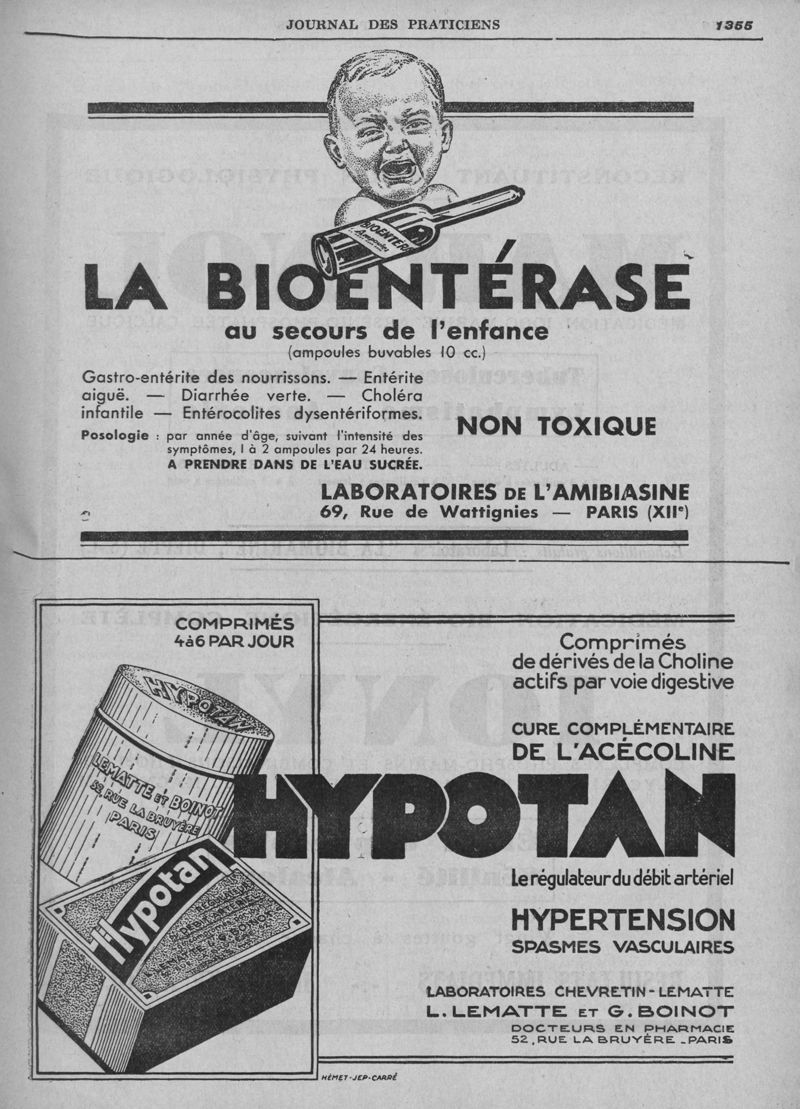 JOURNAL DES PRATICIENS
1355
BIOENTÉRASE
Ampoules
LA BIOENTÉRASE
au secours de l'enfance
(ampoules buvables 10 cc.)
Gastro-entérite des nourrissons. — Entérite
aiguë. — Diarrhée verte. — Choléra
infantile — Entérocolites dysentériformes.
NON TOXIQUE
Posologie : par année d'âge, suivant l'intensité des
symptômes, 1 à 2 ampoules par 24 heures.
A PRENDRE DANS DE L'EAU SUCRÉE.
LABORATOIRES DE L'AMIBIASINE
69, Rue de Wattignies — PARIS (XIIe)
COMPRIMÉS
4à6 PAR JOUR
HYPOTAN
LEMATTE ET BOINOT
52, RUE LA BRUYÈRE
PARIS
Hypotan
Comprimés
de dérivés de la Choline
actifs par voie digestive
CURE COMPLÉMENTAIRE
DE L'ACÉCOLINE
HYPOTAN
Le régulateur du débit artériel
HYPERTENSION
SPASMES VASCULAIRES
LABORATOIRES CHEVRETIN-LEMATTE
L. LEMATTE ET G. BOINOT
DOCTEURS EN PHARMACIE
52, RUE LA BRUYÈRE _ PARIS
HÉMET-JEP-CARRÉ